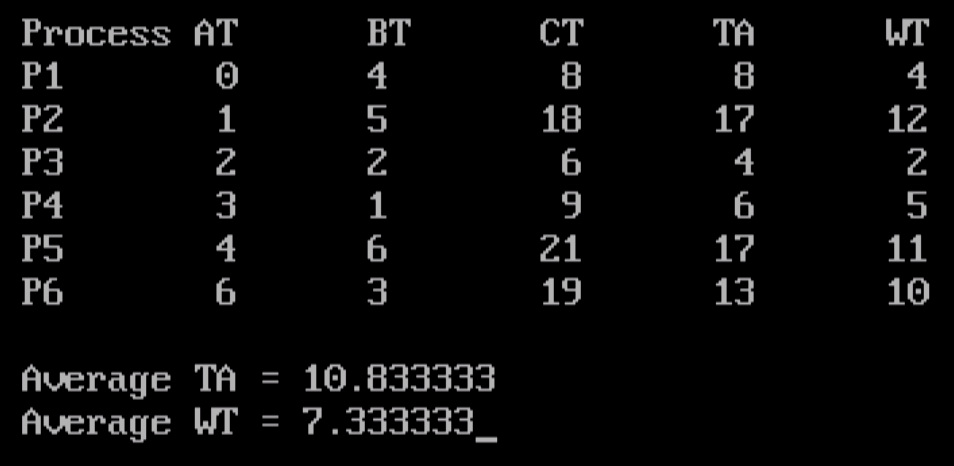 Process AT BT CT TA WT
P1 0 4 8 8 4
P2 1 5 18 17 12
P3 2 2 6 4 2
P4 3 1 9 6 5
P5 4 6 21 17 11
P6 6 3 19 13 10
Average TA = 10.833333
Average WT = 7.333333_